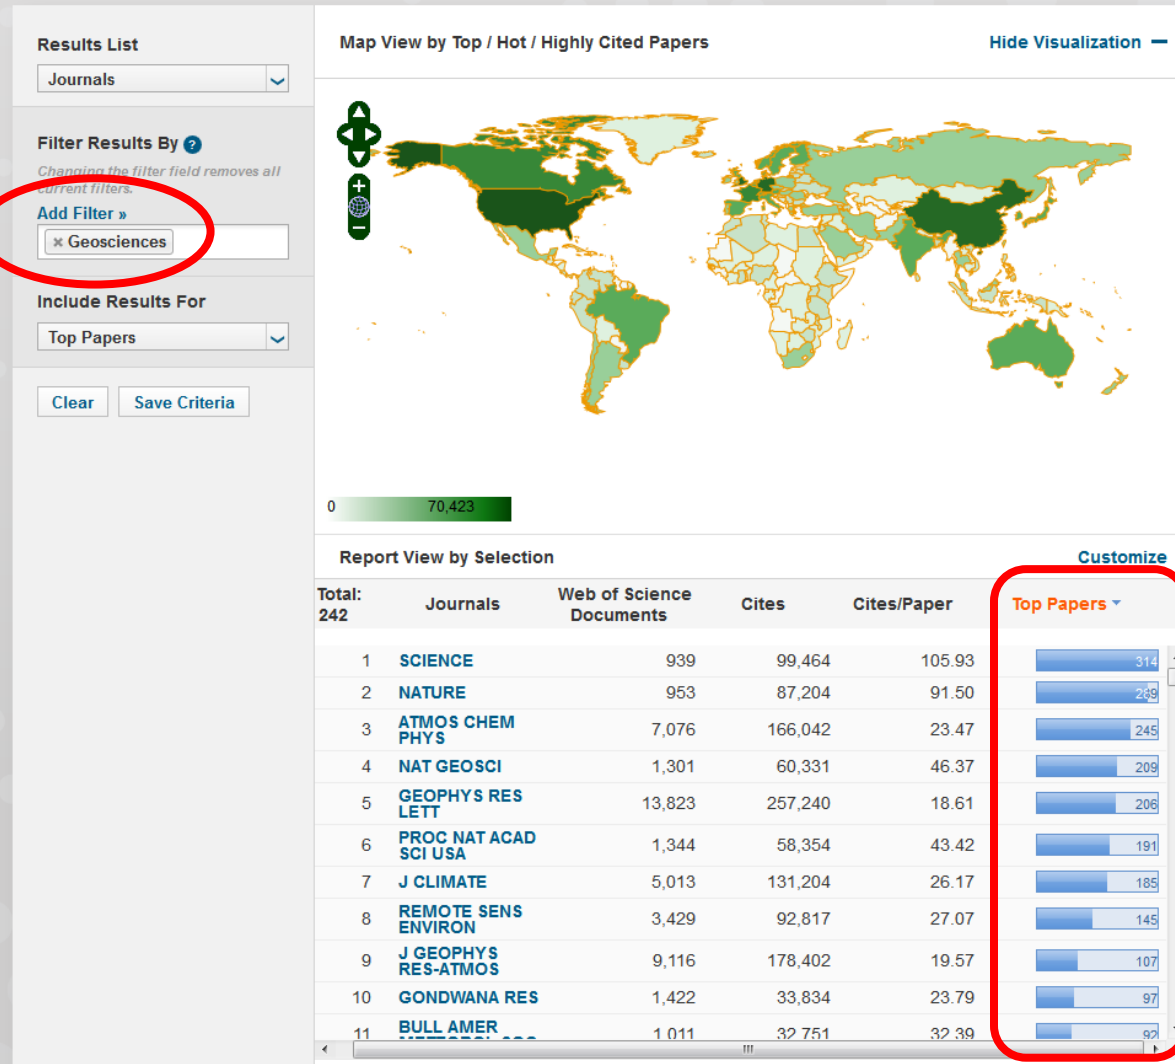 Results List
Journals
Filter Results By ?
Changing the filter field removes all
current filters.
Add Filter »
× Geosciences
Include Results For
Top Papers
Clear Save Criteria
Map View by Top / Hot / Highly Cited Papers
Hide Visualization −
0 70,423
Report View by Selection
Customize
Total: 242 Journals Web of Science Documents Cites Cites/Paper Top Papers
1 SCIENCE 939 99,464 105.93 314
2 NATURE 953 87,204 91.50 289
3 ATMOS CHEM PHYS 7,076 166,042 23.47 245
4 NAT GEOSCI 1,301 60,331 46.37 209
5 GEOPHYS RES LETT 13,823 257,240 18.61 206
6 PROC NAT ACAD SCI USA 1,344 58,354 43.42 191
7 J CLIMATE 5,013 131,204 26.17 185
8 REMOTE SENS ENVIRON 3,429 92,817 27.07 145
9 J GEOPHYS RES-ATMOS 9,116 178,402 19.57 107
10 GONDWANA RES 1,422 33,834 23.79 97
11 BULL AMER 1,011 32,751 32.39 92